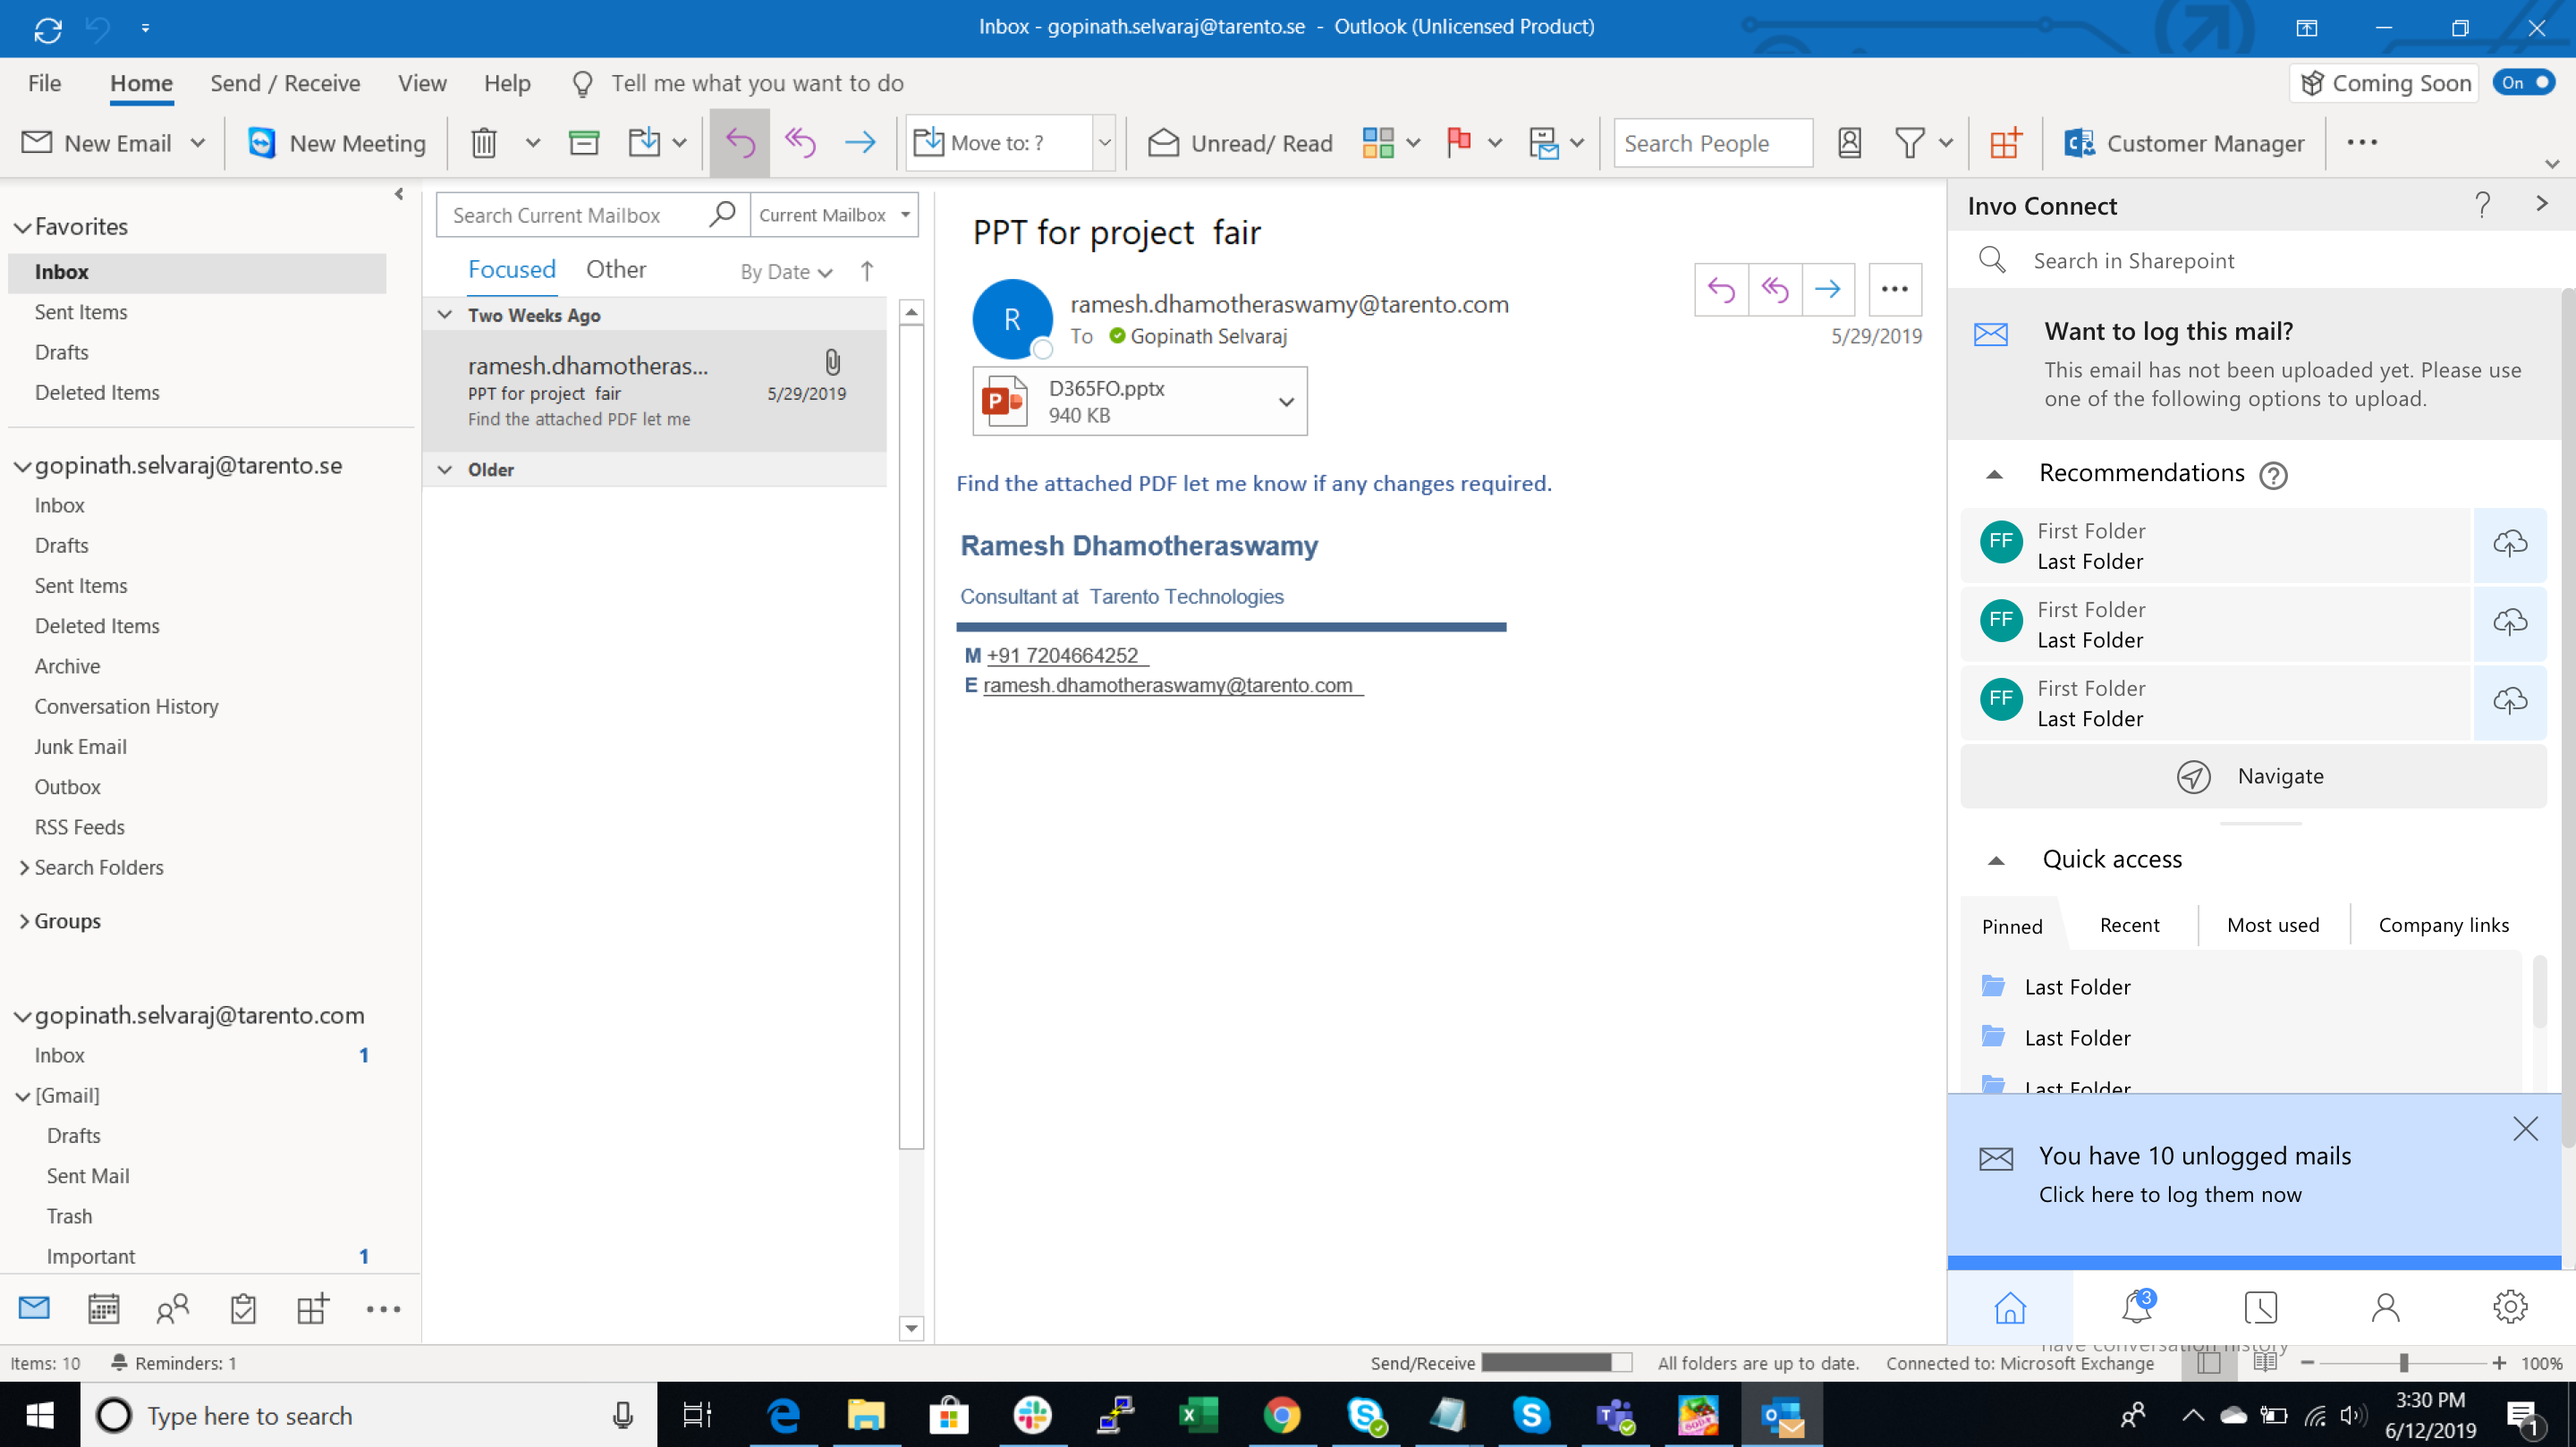 Inbox - gopinath.selvaraj@tarento.se - Outlook (Unlicensed Product)
File Home Send / Receive View Help Tell me what you want to do
Coming Soon On
New Email New Meeting Move to: ? Unread/ Read Search People Customer Manager
Favorites
Inbox
Sent Items
Drafts
Deleted Items
gopinath.selvaraj@tarento.se
Inbox
Drafts
Sent Items
Deleted Items
Archive
Conversation History
Junk Email
Outbox
RSS Feeds
Search Folders
Groups
gopinath.selvaraj@tarento.com
Inbox 1
[Gmail]
Drafts
Sent Mail
Trash
Important 1
Search Current Mailbox Current Mailbox
Focused Other By Date
Two Weeks Ago
ramesh.dhamotheras...
PPT for project fair 5/29/2019
Find the attached PDF let me
Older
PPT for project fair
R
ramesh.dhamotheraswamy@tarento.com
To Gopinath Selvaraj
5/29/2019
D365FO.pptx
940 KB
Find the attached PDF let me know if any changes required.
Ramesh Dhamotheraswamy
Consultant at Tarento Technologies
M +91 7204664252
E ramesh.dhamotheraswamy@tarento.com
Invo Connect
Search in Sharepoint
Want to log this mail?
This email has not been uploaded yet. Please use
one of the following options to upload.
Recommendations
FF
First Folder
Last Folder
FF
First Folder
Last Folder
FF
First Folder
Last Folder
Navigate
Quick access
Pinned Recent Most used Company links
Last Folder
Last Folder
Last Folder
You have 10 unlogged mails
Click here to log them now
3
have conversation history
Items: 10 Reminders: 1
Send/Receive All folders are up to date. Connected to: Microsoft Exchange 100%
Type here to search
3:30 PM
6/12/2019
1